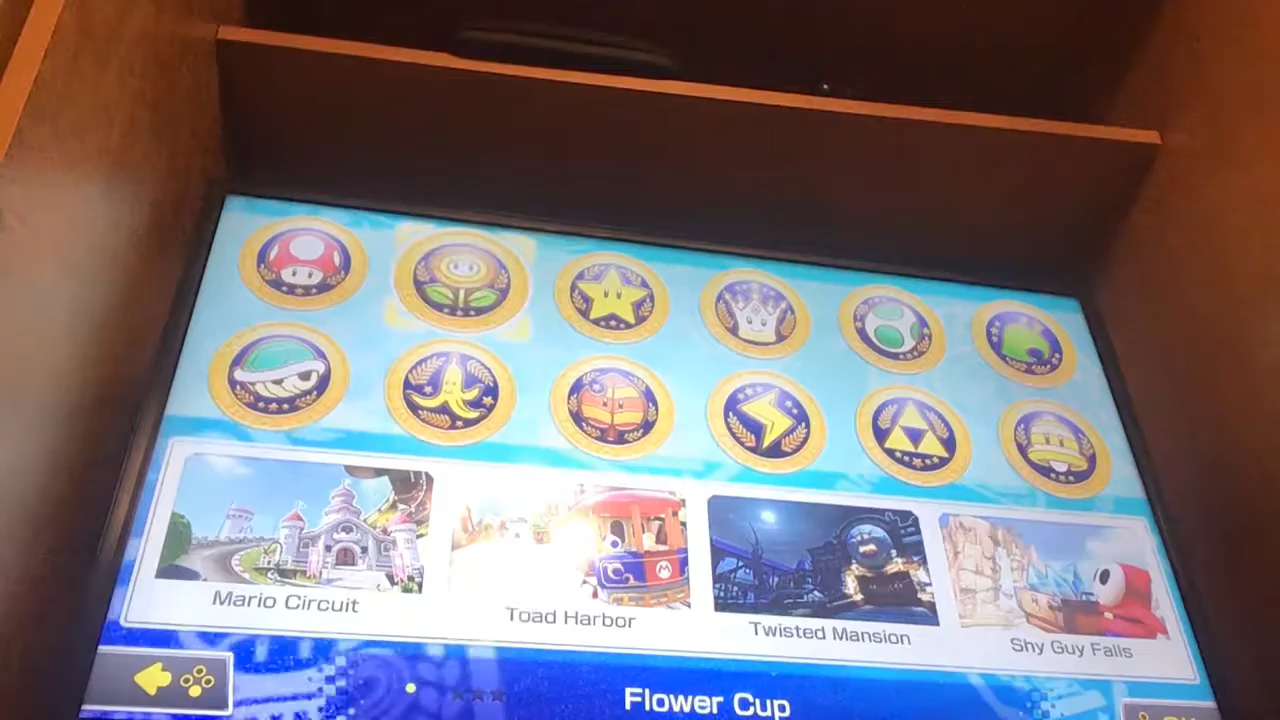 Mario Circuit
Toad Harbor
Twisted Mansion
Shy Guy Falls
Flower Cup